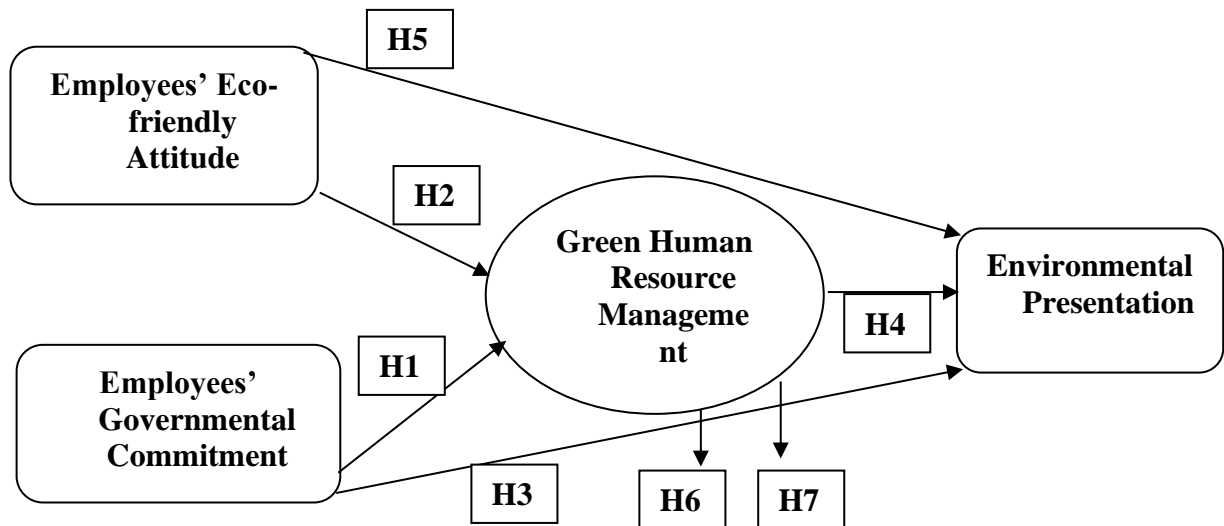 H5
Employees’ Eco-
friendly
Attitude
H2
Green Human
Resource
Manageme
nt
Environmental
Presentation
H4
H1
Employees’
Governmental
Commitment
H3
H6
H7